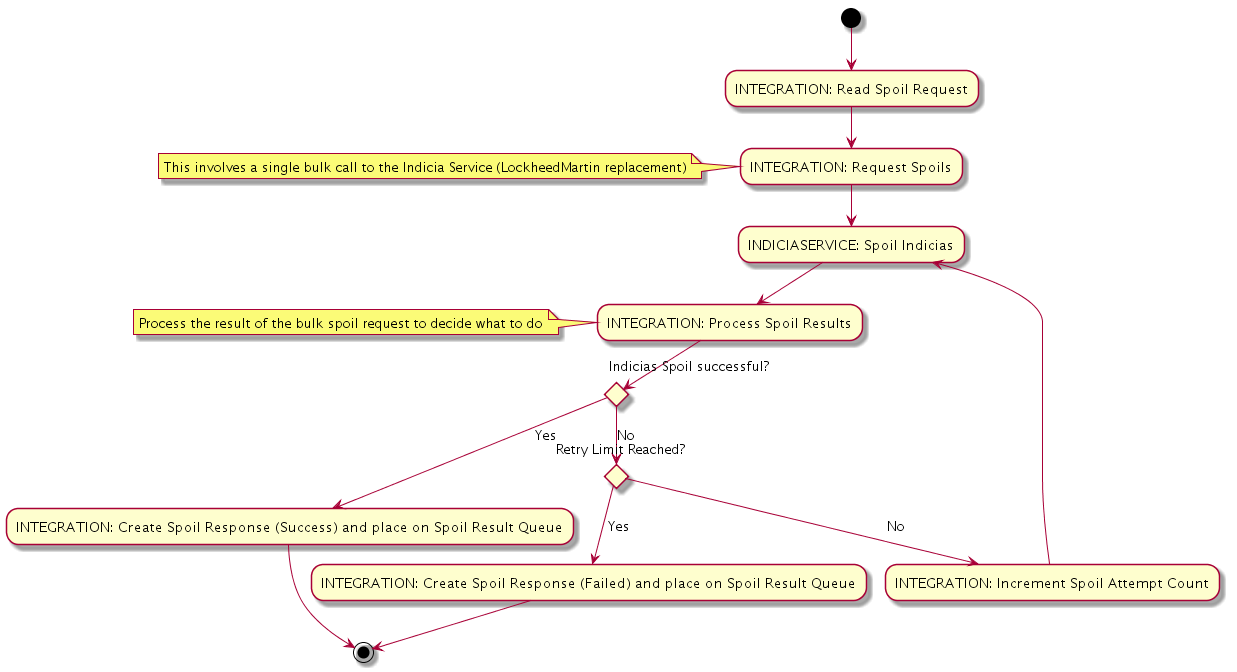 INTEGRATION: Read Spoil Request
This involves a single bulk call to the Indicia Service (LockheedMartin replacement)
INTEGRATION: Request Spoils
INDICIASERVICE: Spoil Indicias
Process the result of the bulk spoil request to decide what to do
INTEGRATION: Process Spoil Results
Indicias Spoil successful?
Yes
No
Retry Limit Reached?
INTEGRATION: Create Spoil Response (Success) and place on Spoil Result Queue
Yes
No
INTEGRATION: Create Spoil Response (Failed) and place on Spoil Result Queue
INTEGRATION: Increment Spoil Attempt Count